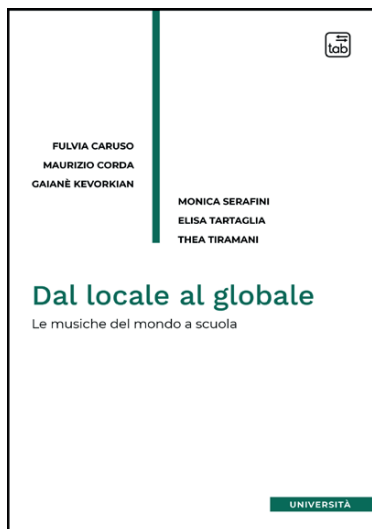 tab
FULVIA CARUSO
MAURIZIO CORDA
GAIANÈ KEVORKIAN
MONICA SERAFINI
ELISA TARTAGLIA
THEA TIRAMANI
Dal locale al globale
Le musiche del mondo a scuola
UNIVERSITÀ